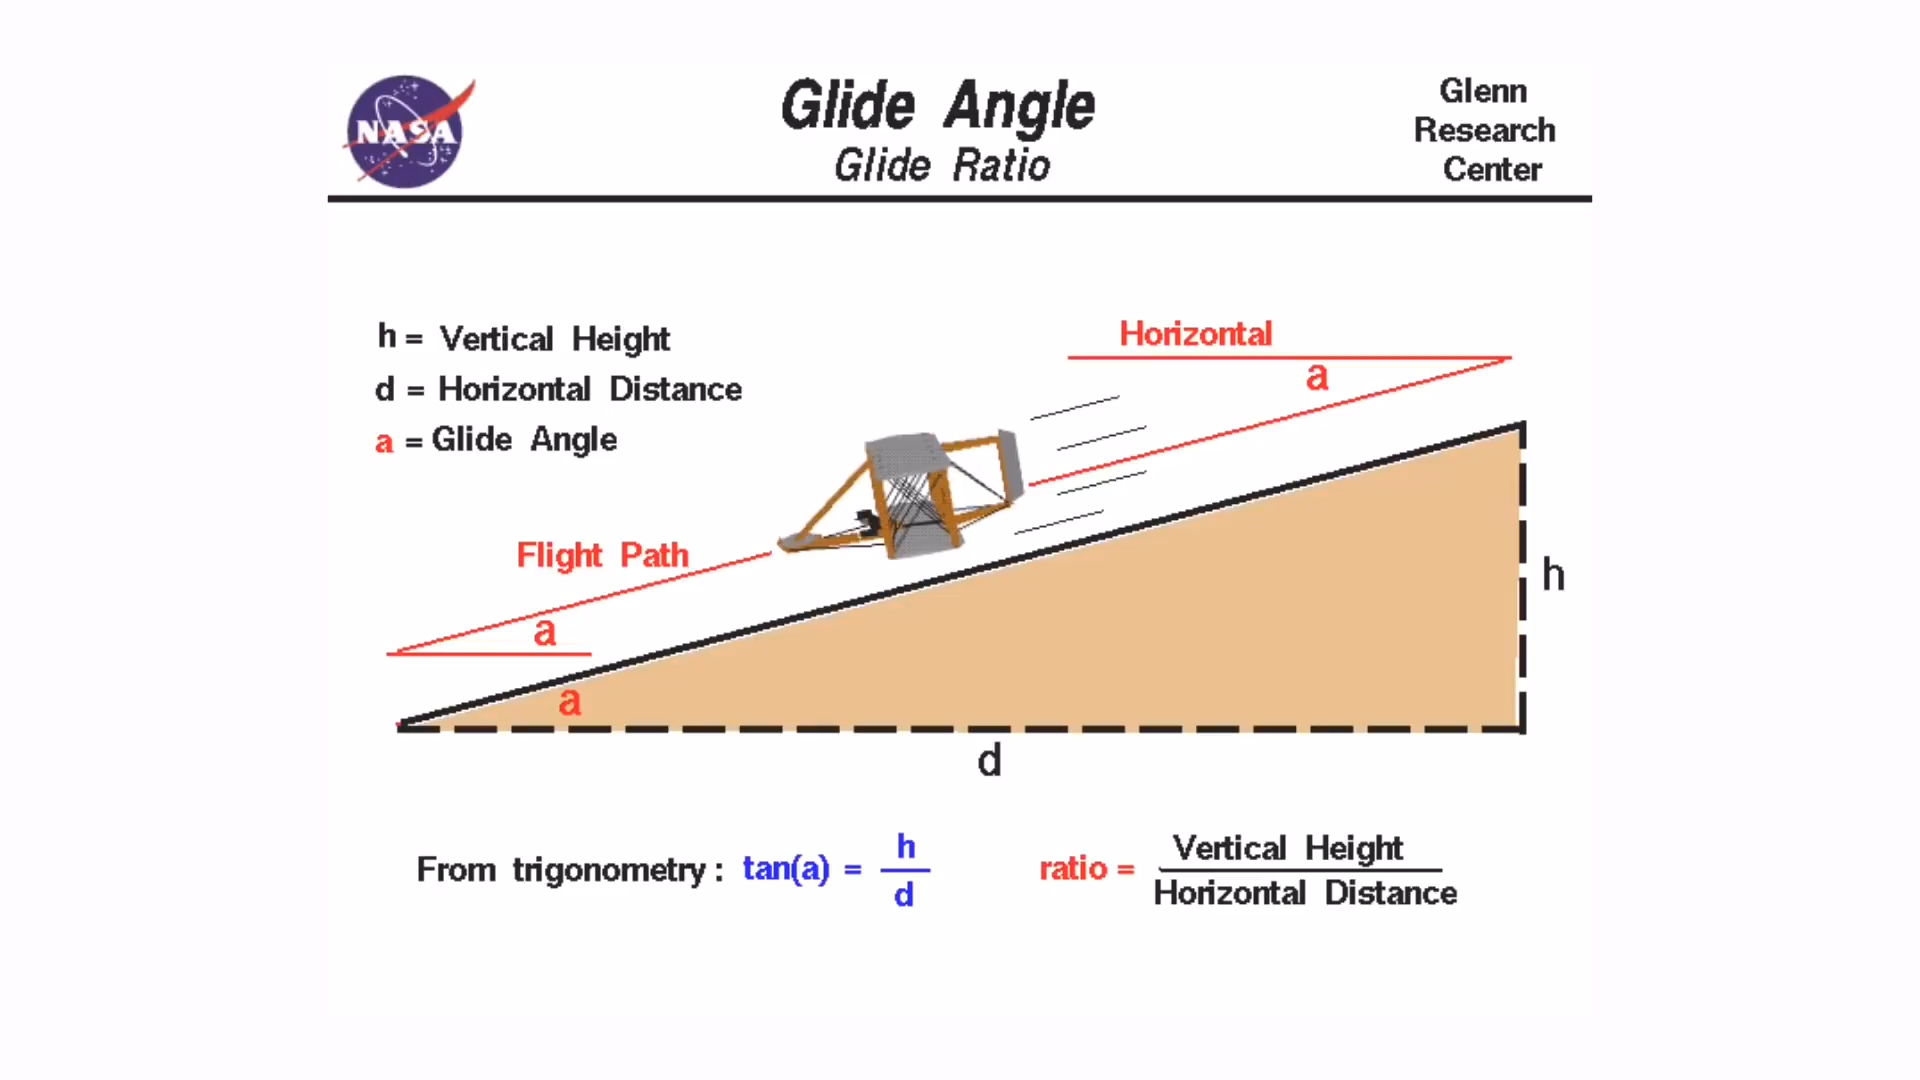 NASA
Glide Angle
Glide Ratio
Glenn
Research
Center
h = Vertical Height
d = Horizontal Distance
a = Glide Angle
Horizontal
a
Flight Path
a
a
h
d
From trigonometry: tan(a) = h
d
ratio = Vertical Height
Horizontal Distance